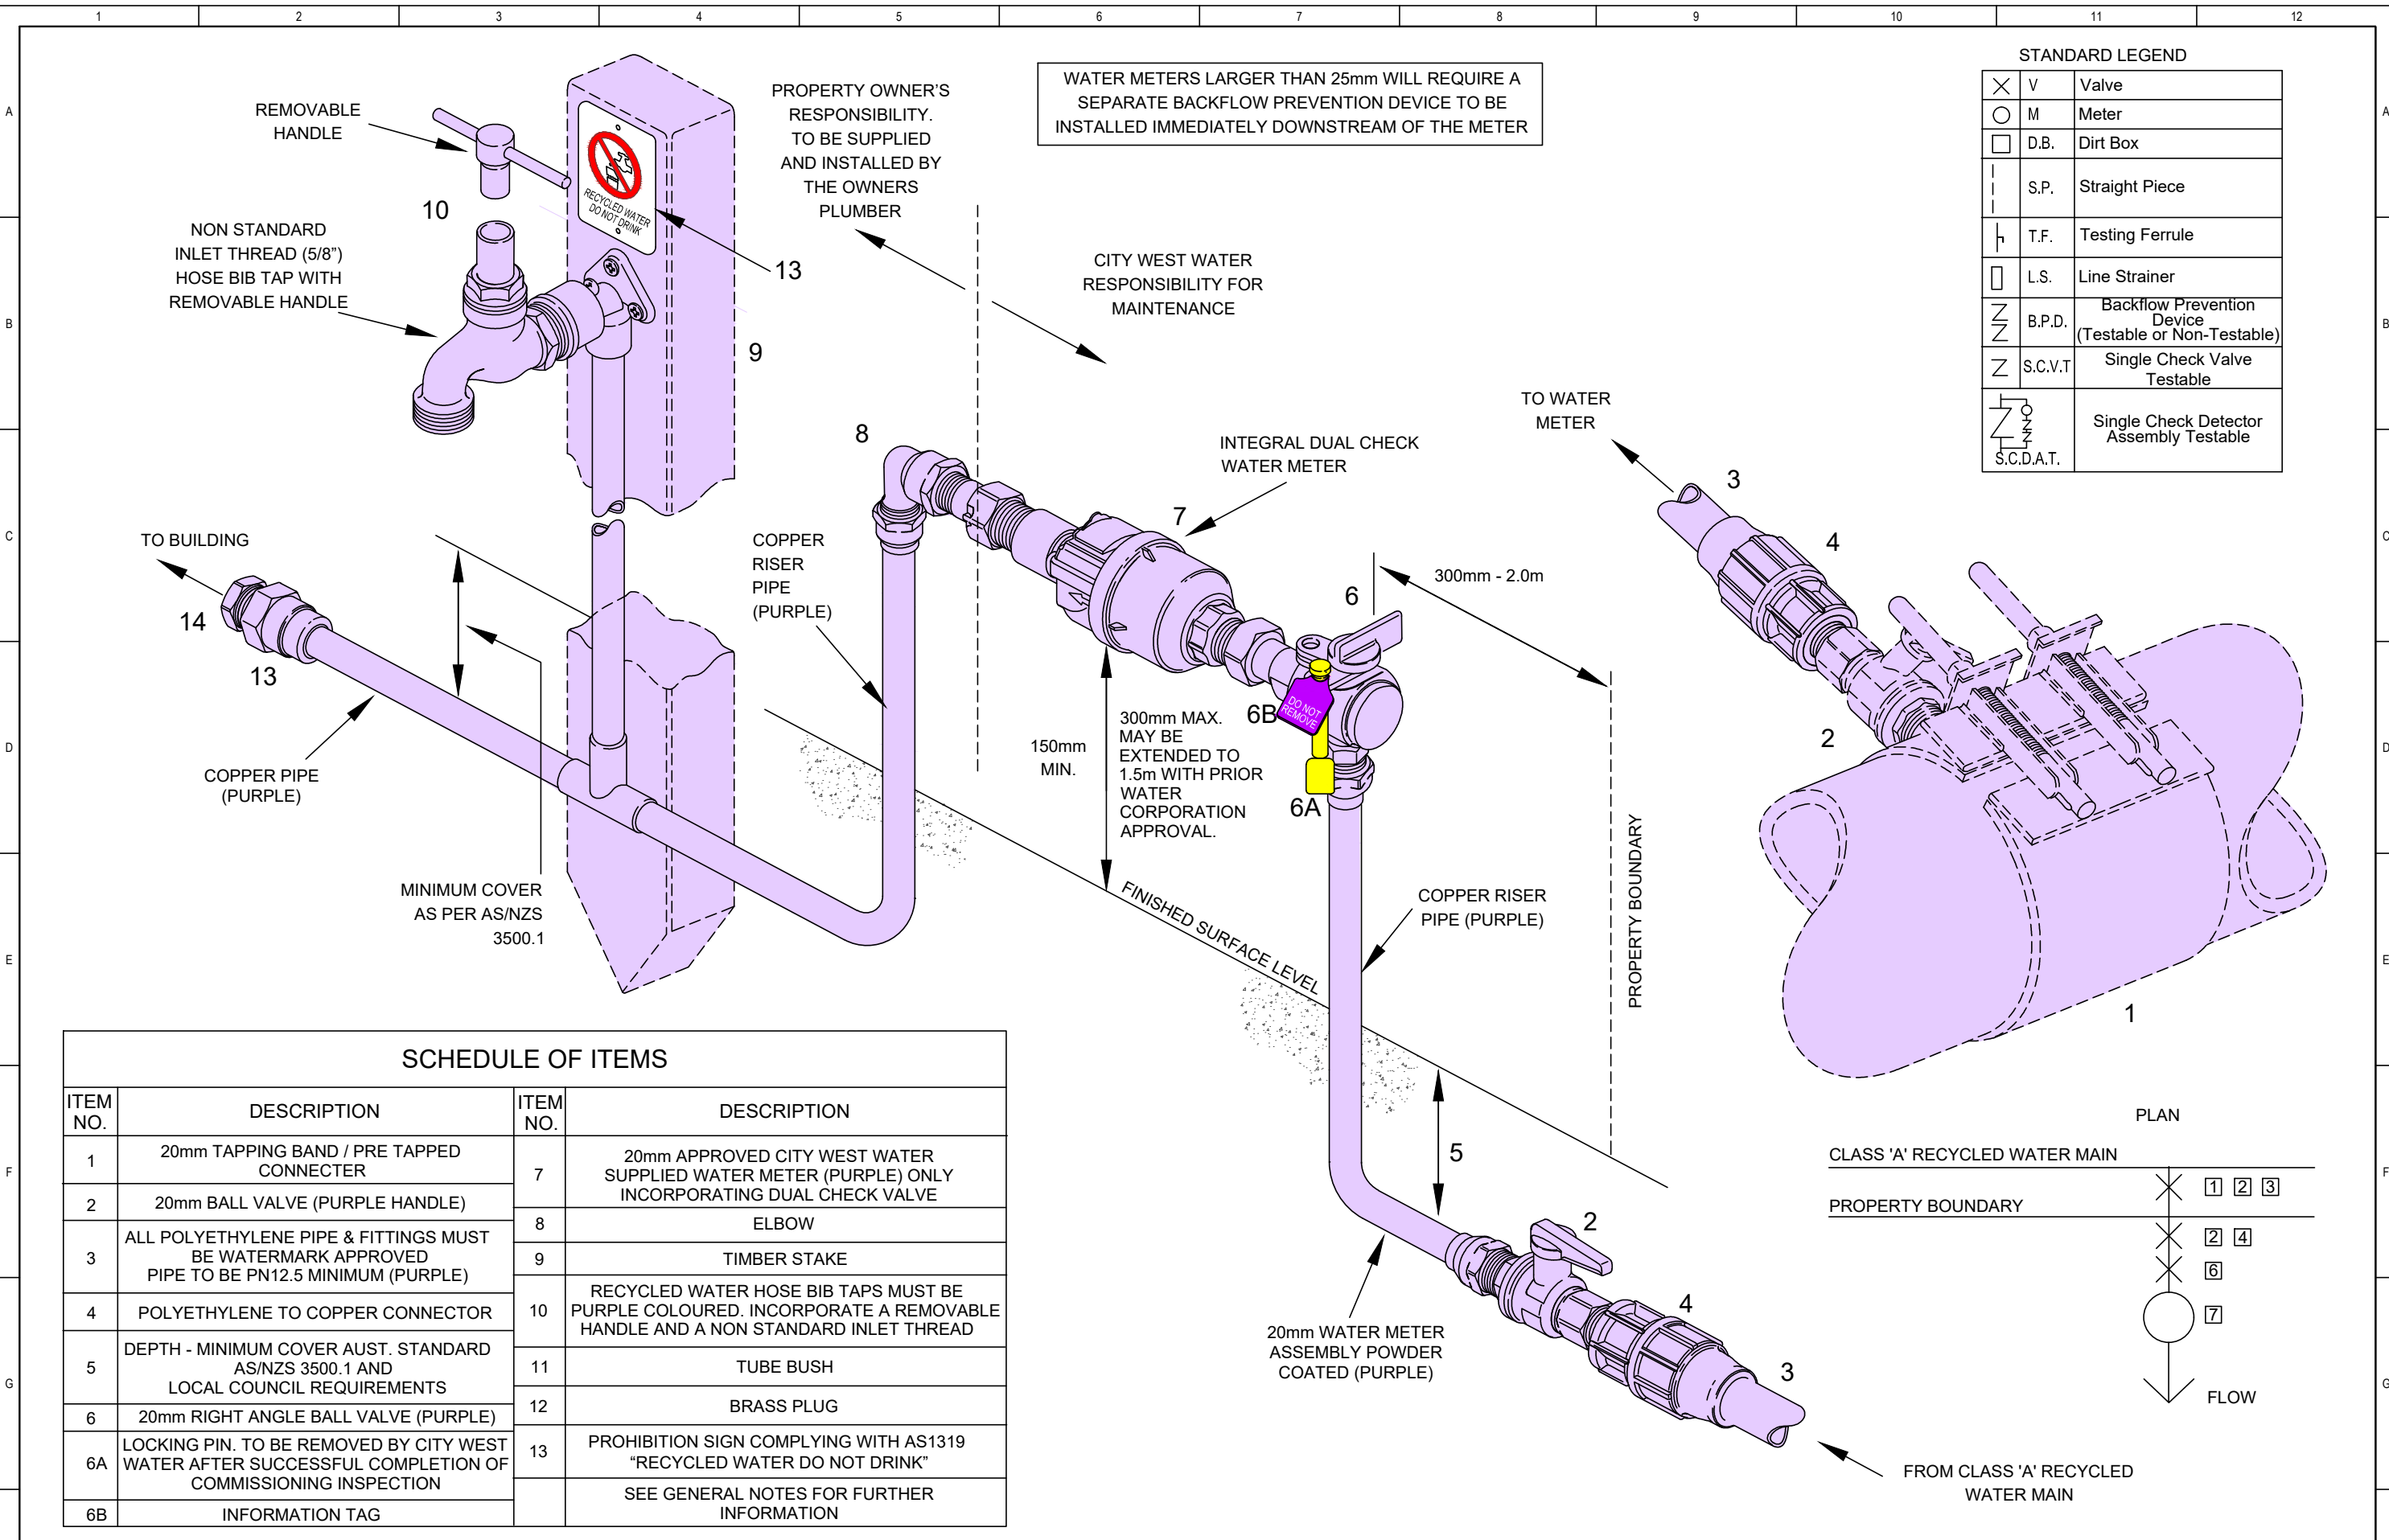 1 2 3 4 5 6 7 8 9 10 11 12
A A
B B
C C
D D
E E
F F
G G
REMOVABLE
HANDLE
10
NON STANDARD
INLET THREAD (5/8”)
HOSE BIB TAP WITH
REMOVABLE HANDLE
RECYCLED WATER
DO NOT DRINK
13
9
PROPERTY OWNER’S
RESPONSIBILITY.
TO BE SUPPLIED
AND INSTALLED BY
THE OWNERS
PLUMBER
CITY WEST WATER
RESPONSIBILITY FOR
MAINTENANCE
WATER METERS LARGER THAN 25mm WILL REQUIRE A
SEPARATE BACKFLOW PREVENTION DEVICE TO BE
INSTALLED IMMEDIATELY DOWNSTREAM OF THE METER
STANDARD LEGEND
V Valve
M Meter
D.B. Dirt Box
S.P. Straight Piece
T.F. Testing Ferrule
L.S. Line Strainer
B.P.D. Backflow Prevention
Device
(Testable or Non-Testable)
S.C.V.T Single Check Valve
Testable
S.C.D.A.T. Single Check Detector
Assembly Testable
TO WATER
METER
3
4
2
1
8
INTEGRAL DUAL CHECK
WATER METER
7
6
300mm - 2.0m
TO BUILDING
14
13
COPPER
RISER
PIPE
(PURPLE)
COPPER PIPE
(PURPLE)
MINIMUM COVER
AS PER AS/NZS
3500.1
150mm
MIN.
300mm MAX.
MAY BE
EXTENDED TO
1.5m WITH PRIOR
WATER
CORPORATION
APPROVAL.
6B
DO NOT
REMOVE
6A
FINISHED SURFACE LEVEL
COPPER RISER
PIPE (PURPLE)
PROPERTY BOUNDARY
5
2
4
3
20mm WATER METER
ASSEMBLY POWDER
COATED (PURPLE)
FROM CLASS 'A' RECYCLED
WATER MAIN
PLAN
CLASS 'A' RECYCLED WATER MAIN
1 2 3
PROPERTY BOUNDARY
2 4
6
7
FLOW
SCHEDULE OF ITEMS
ITEM
NO.
DESCRIPTION
1
20mm TAPPING BAND / PRE TAPPED
CONNECTER
2
20mm BALL VALVE (PURPLE HANDLE)
3
ALL POLYETHYLENE PIPE & FITTINGS MUST
BE WATERMARK APPROVED
PIPE TO BE PN12.5 MINIMUM (PURPLE)
4
POLYETHYLENE TO COPPER CONNECTOR
5
DEPTH - MINIMUM COVER AUST. STANDARD
AS/NZS 3500.1 AND
LOCAL COUNCIL REQUIREMENTS
6
20mm RIGHT ANGLE BALL VALVE (PURPLE)
6A
LOCKING PIN. TO BE REMOVED BY CITY WEST
WATER AFTER SUCCESSFUL COMPLETION OF
COMMISSIONING INSPECTION
6B
INFORMATION TAG
ITEM
NO.
DESCRIPTION
7
20mm APPROVED CITY WEST WATER
SUPPLIED WATER METER (PURPLE) ONLY
INCORPORATING DUAL CHECK VALVE
8
ELBOW
9
TIMBER STAKE
10
RECYCLED WATER HOSE BIB TAPS MUST BE
PURPLE COLOURED. INCORPORATE A REMOVABLE
HANDLE AND A NON STANDARD INLET THREAD
11
TUBE BUSH
12
BRASS PLUG
13
PROHIBITION SIGN COMPLYING WITH AS1319
“RECYCLED WATER DO NOT DRINK”
SEE GENERAL NOTES FOR FURTHER
INFORMATION